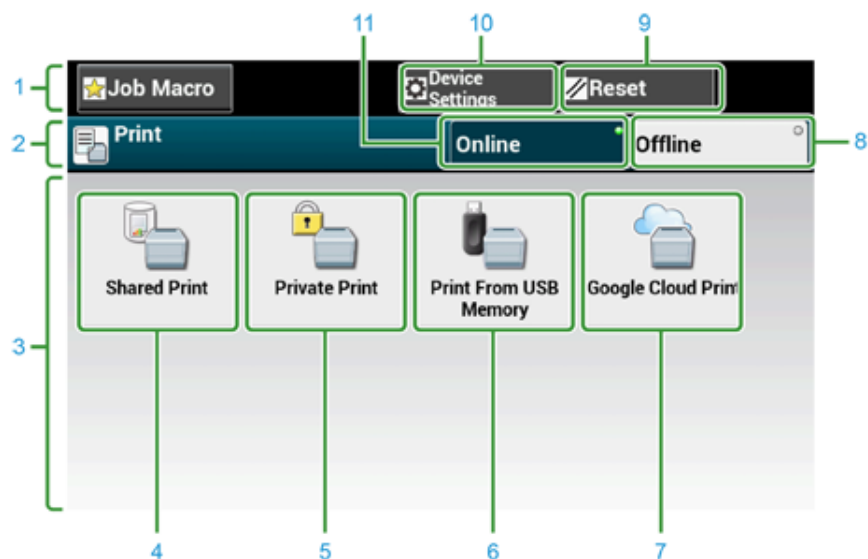 11 10 9
1 Job Macro Device Settings Reset
2 Print Online Offline 8
3
Shared Print Private Print Print From USB Memory Google Cloud Print
4 5 6 7